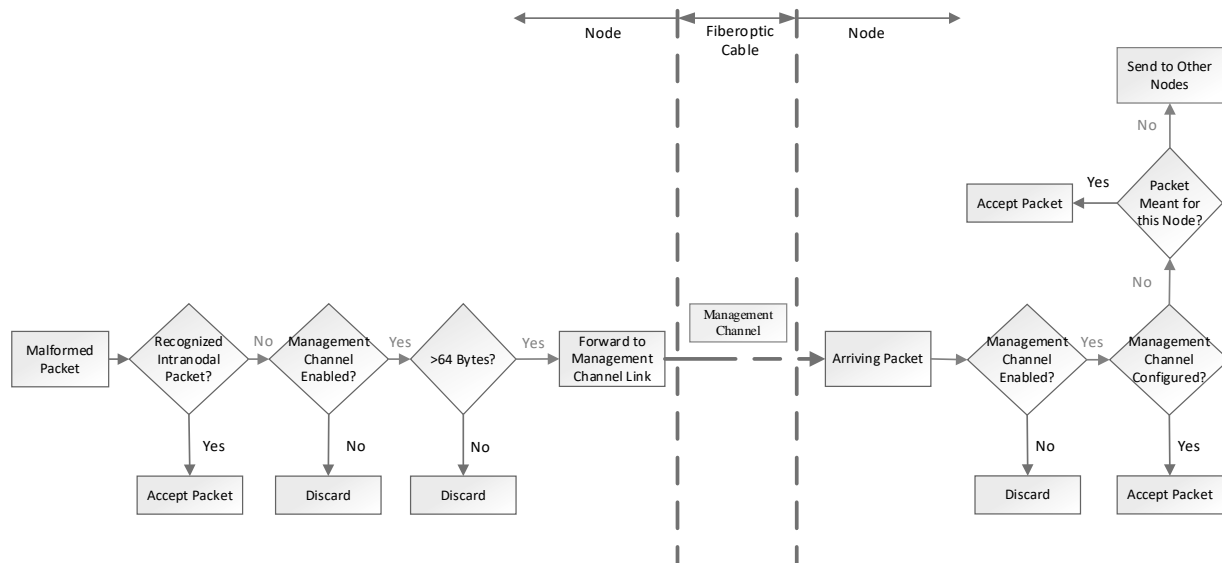 Node
Fiberoptic
Cable
Node
Send to Other
Nodes
No
Accept Packet
Yes
Packet
Meant for
this Node?
No
Malformed
Packet
Recognized
Intranodal
Packet?
No
Management
Channel
Enabled?
Yes
>64 Bytes?
Yes
Forward to
Management
Channel Link
Management
Channel
Arriving Packet
Management
Channel
Enabled?
Yes
Management
Channel
Configured?
Yes
No
No
No
Yes
Accept Packet
Discard
Discard
Discard
Accept Packet